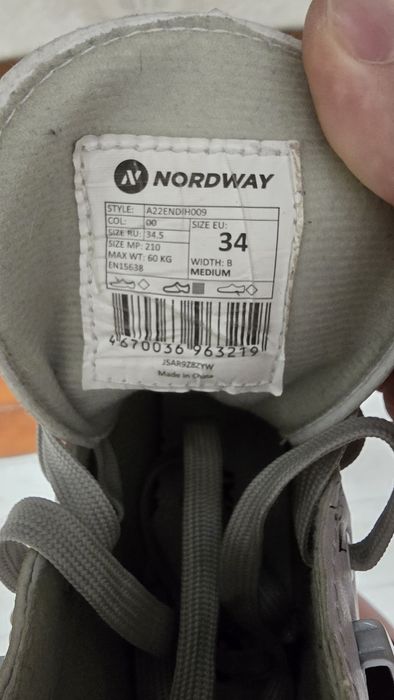 NORDWAY
STYLE: A22ENDIH009
COL: 00
SIZE RU: 34.5
SIZE MP: 210
MAX WT: 60 KG
EN15638
SIZE EU:
34
WIDTH: B
MEDIUM
4670036 963219
JSAR9Z8ZYW
Made in China